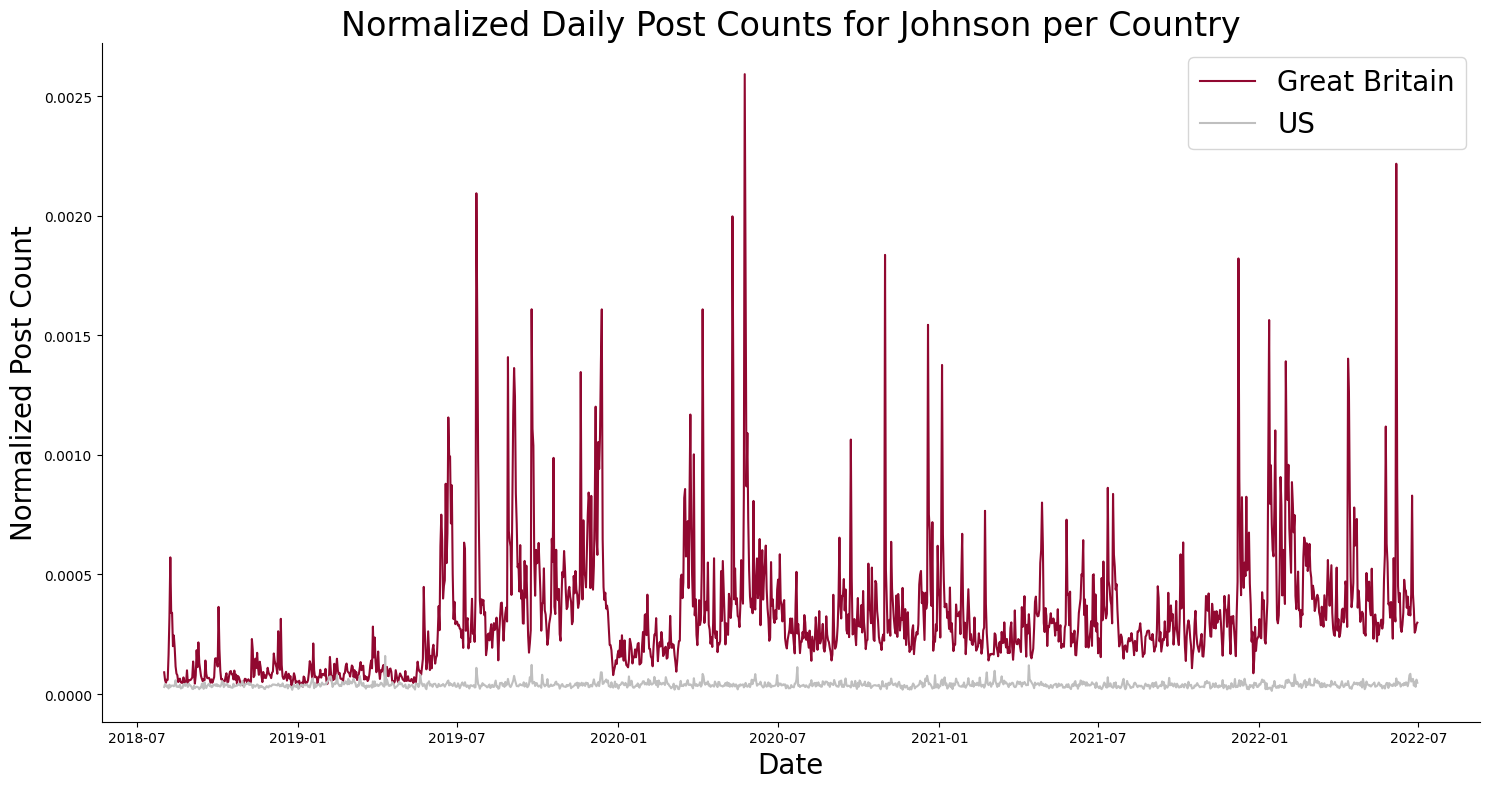 Normalized Daily Post Counts for Johnson per Country
Great Britain
US
Normalized Post Count
0.0025
0.0020
0.0015
0.0010
0.0005
0.0000
2018-07 2019-01 2019-07 2020-01 2020-07 2021-01 2021-07 2022-01 2022-07
Date